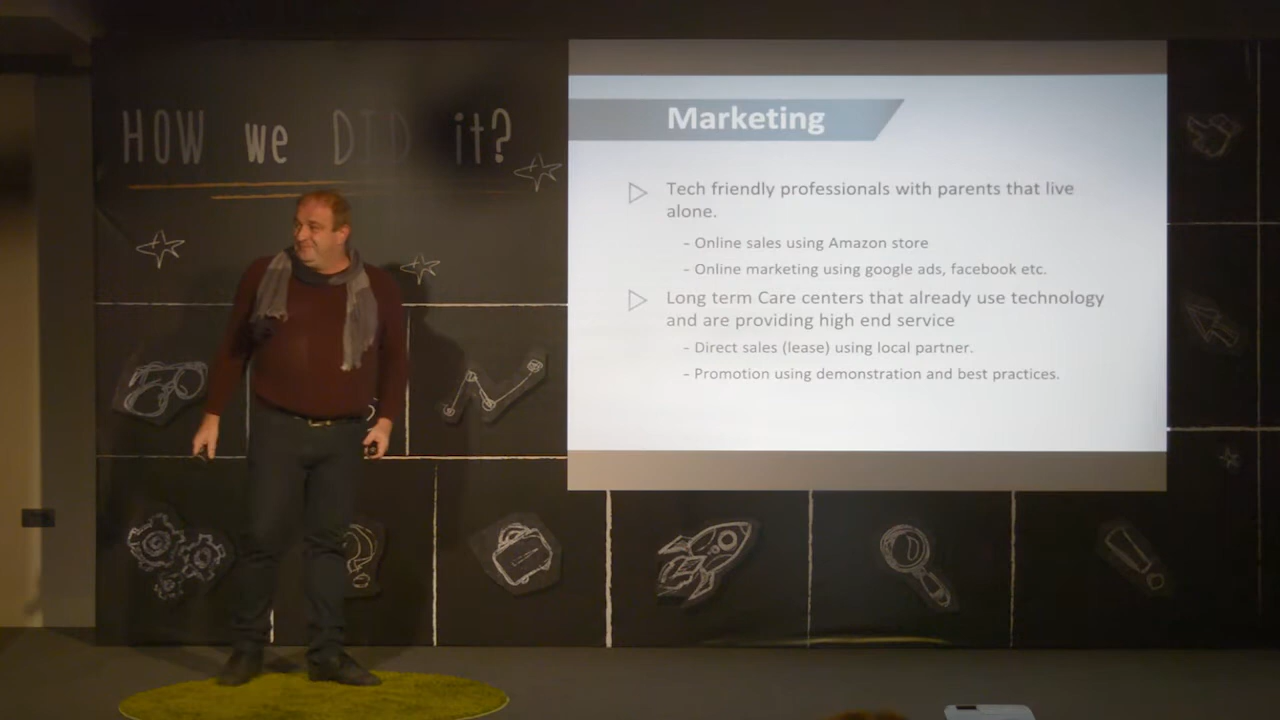 HOW we DID it?
Marketing
Tech friendly professionals with parents that live
alone.
- Online sales using Amazon store
- Online marketing using google ads, facebook etc.
Long term Care centers that already use technology
and are providing high end service
- Direct sales (lease) using local partner.
- Promotion using demonstration and best practices.